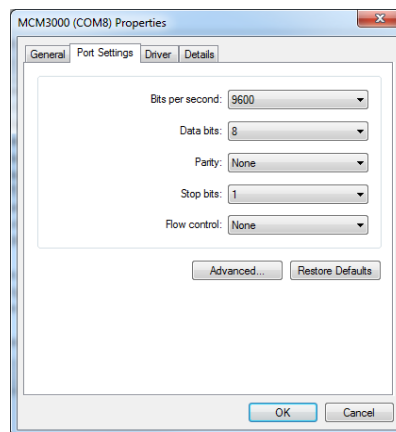 MCM3000 (COM8) Properties
General Port Settings Driver Details
Bits per second: 9600
Data bits: 8
Parity: None
Stop bits: 1
Flow control: None
Advanced... Restore Defaults
OK Cancel